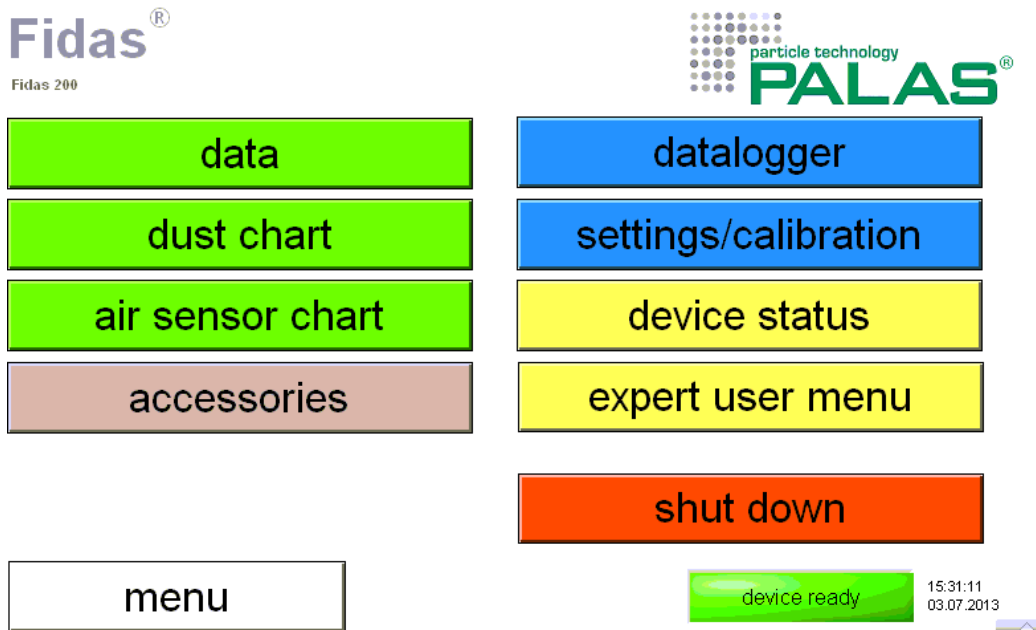 Fidas®
Fidas 200
particle technology
PALAS®
data
datalogger
dust chart
settings/calibration
air sensor chart
device status
accessories
expert user menu
shut down
menu
device ready
15:31:11
03.07.2013